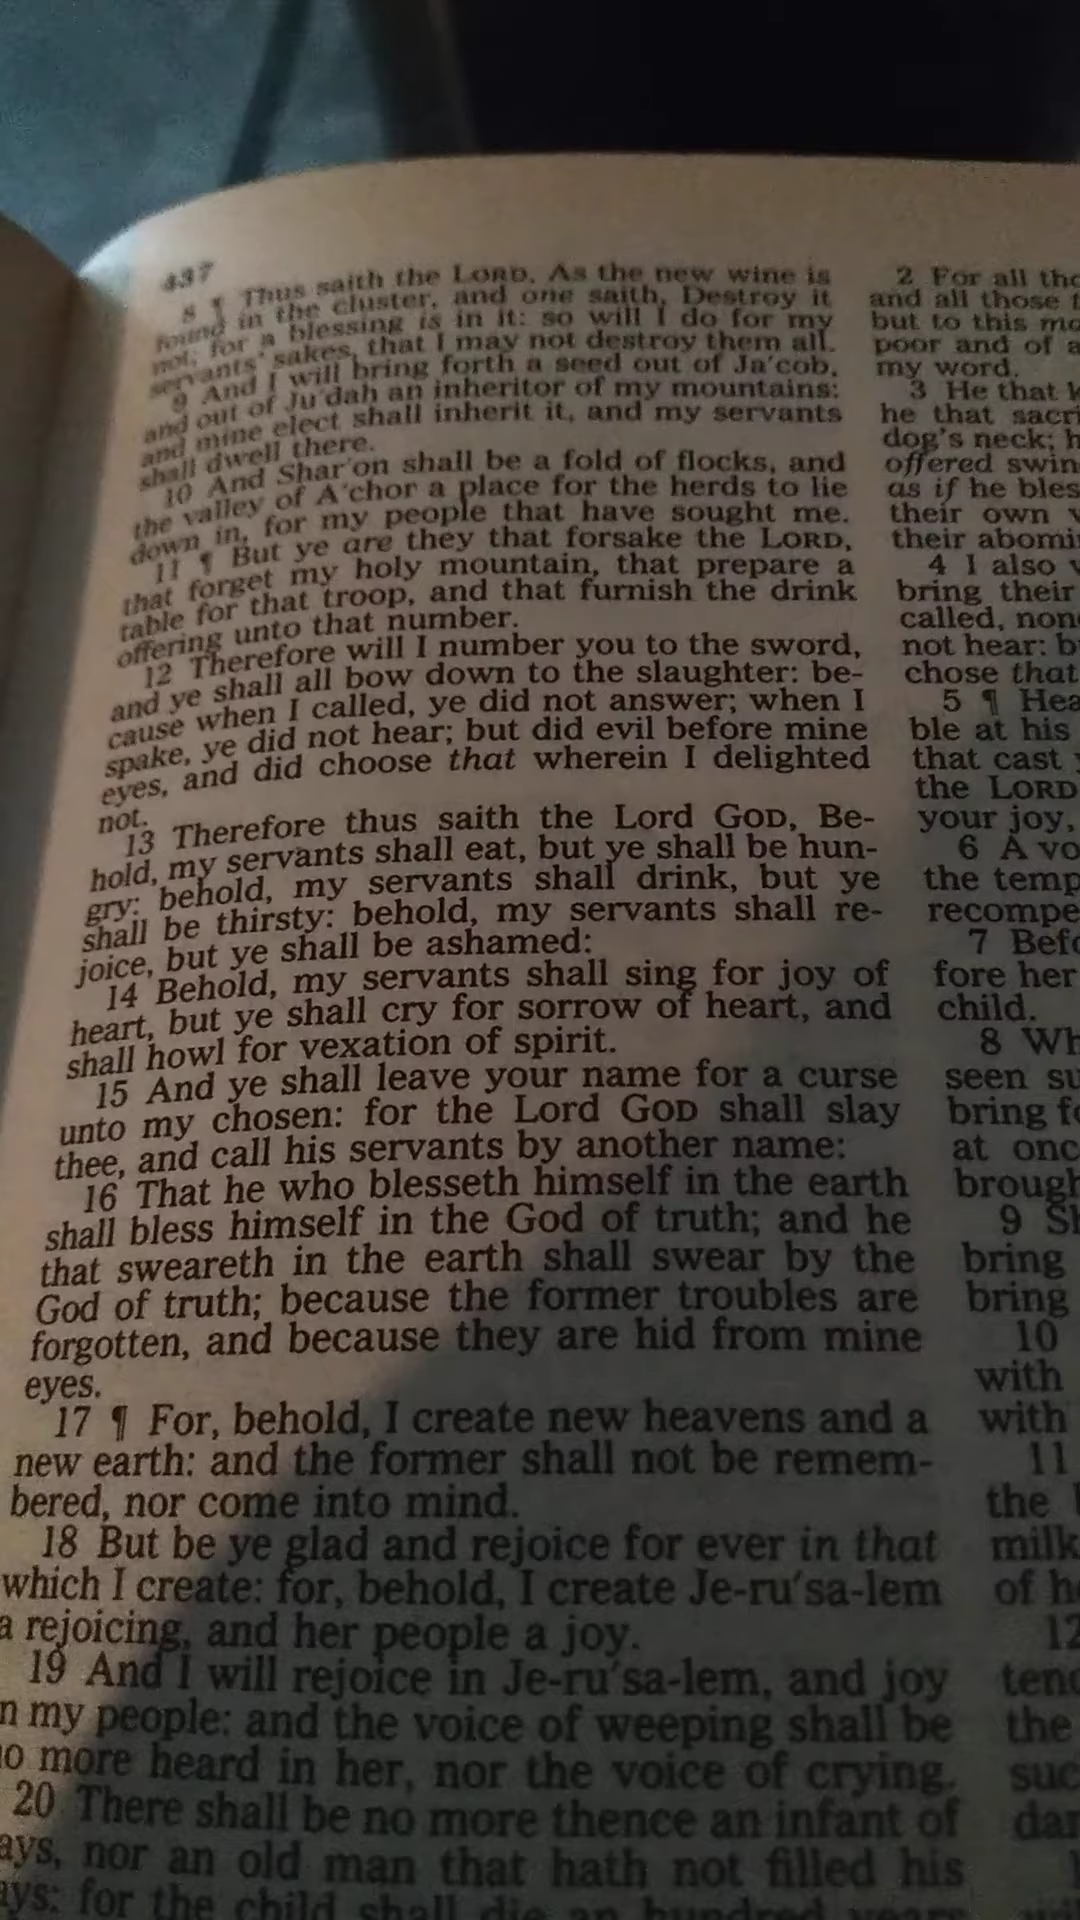 437
8 ¶ Thus saith the LORD, As the new wine is
found in the cluster, and one saith, Destroy it
not; for a blessing is in it: so will I do for my
servants' sakes, that I may not destroy them all.
9 And I will bring forth a seed out of Ja'cob,
and out of Ju'dah an inheritor of my mountains:
and mine elect shall inherit it, and my servants
shall dwell there.
10 And Shar'on shall be a fold of flocks, and
the valley of A'chor a place for the herds to lie
down in, for my people that have sought me.
11 ¶ But ye are they that forsake the LORD,
that forget my holy mountain, that prepare a
table for that troop, and that furnish the drink
offering unto that number.
12 Therefore will I number you to the sword,
and ye shall all bow down to the slaughter: be-
cause when I called, ye did not answer; when I
spake, ye did not hear; but did evil before mine
eyes, and did choose that wherein I delighted
not.
13 Therefore thus saith the Lord GOD, Be-
hold, my servants shall eat, but ye shall be hun-
gry: behold, my servants shall drink, but ye
shall be thirsty: behold, my servants shall re-
joice, but ye shall be ashamed:
14 Behold, my servants shall sing for joy of
heart, but ye shall cry for sorrow of heart, and
shall howl for vexation of spirit.
15 And ye shall leave your name for a curse
unto my chosen: for the Lord GOD shall slay
thee, and call his servants by another name:
16 That he who blesseth himself in the earth
shall bless himself in the God of truth; and he
that sweareth in the earth shall swear by the
God of truth; because the former troubles are
forgotten, and because they are hid from mine
eyes.
17 ¶ For, behold, I create new heavens and a
new earth: and the former shall not be remem-
bered, nor come into mind.
18 But be ye glad and rejoice for ever in that
which I create: for, behold, I create Je-ru'sa-lem
a rejoicing, and her people a joy.
19 And I will rejoice in Je-ru'sa-lem, and joy
n my people: and the voice of weeping shall be
no more heard in her, nor the voice of crying.
20 There shall be no more thence an infant of
ays, nor an old man that hath not filled his
ays: for the child shall die an hundred years
2 For all tho
and all those
but to this mo
poor and of a
my word.
3 He that k
he that sacri
dog's neck; h
offered swin
as if he bles
their own
their abomi
4 I also
bring their
called, non
not hear: b
chose that
5 ¶ Hea
ble at his
that cast
the LORD
your joy,
6 A vo
the temp
recompe
7 Befo
fore her
child.
8 Wh
seen su
bring fo
at onc
brough
9 Sh
bring
bring
10
with
with
11
the
milk
of h
12
tend
the
suc
dan